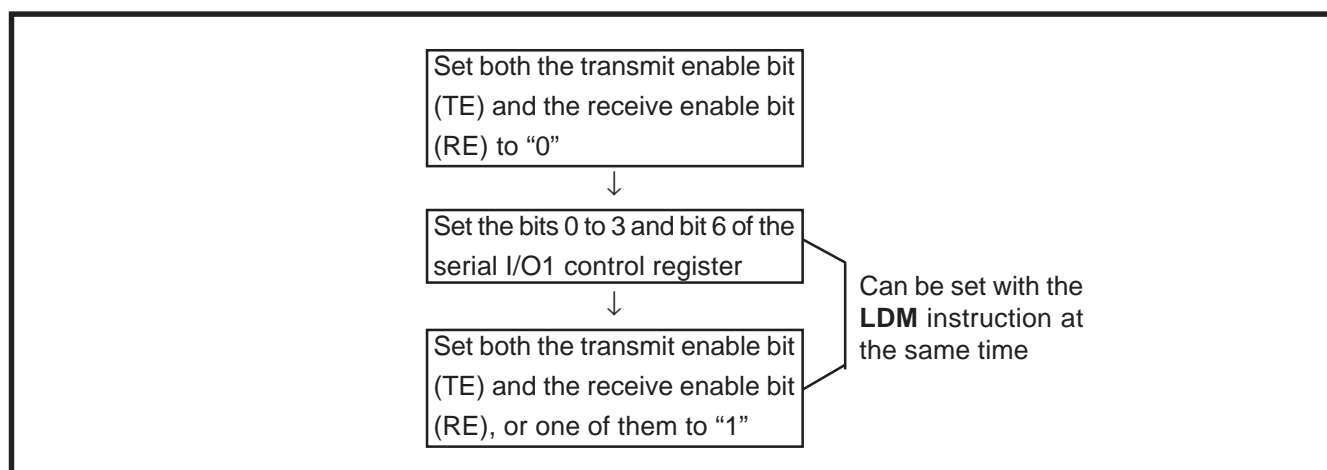 Set both the transmit enable bit
(TE) and the receive enable bit
(RE) to “0”
↓
Set the bits 0 to 3 and bit 6 of the
serial I/O1 control register
↓
Set both the transmit enable bit
(TE) and the receive enable bit
(RE), or one of them to “1”
Can be set with the
LDM instruction at
the same time